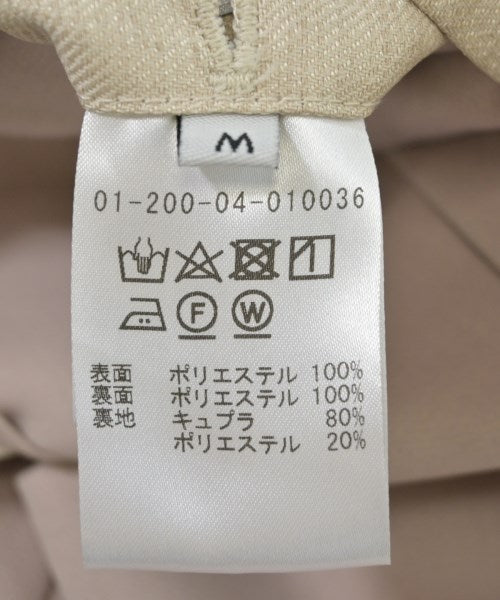 M
01-200-04-010036
F W
表面 ポリエステル 100%
裏面 ポリエステル 100%
裏地 キュプラ 80%
ポリエステル 20%